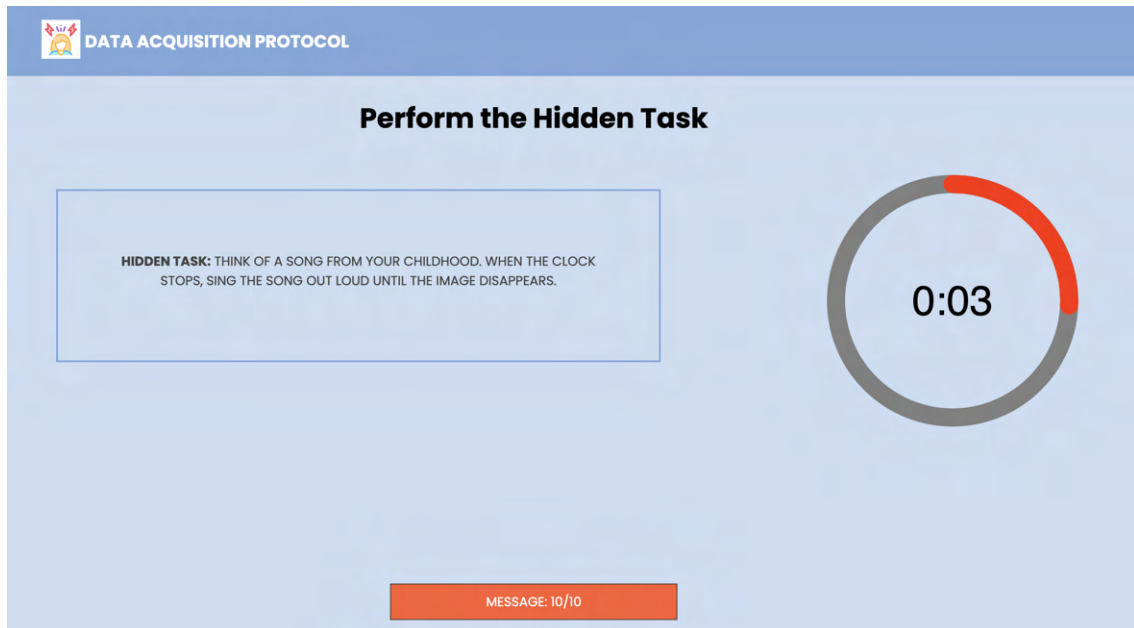 DATA ACQUISITION PROTOCOL
Perform the Hidden Task
HIDDEN TASK: THINK OF A SONG FROM YOUR CHILDHOOD. WHEN THE CLOCK
STOPS, SING THE SONG OUT LOUD UNTIL THE IMAGE DISAPPEARS.
0:03
MESSAGE: 10/10